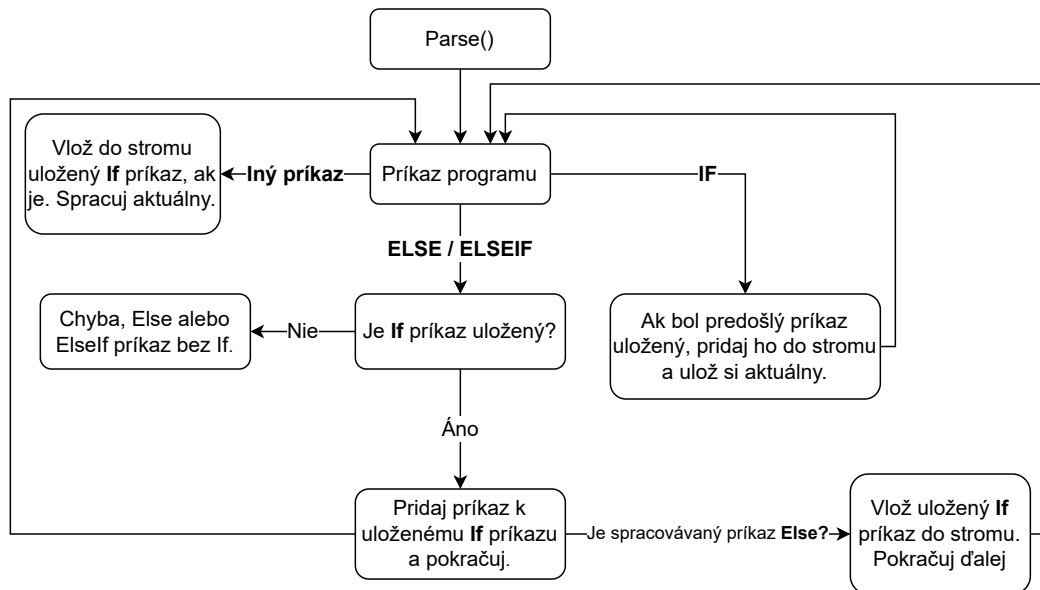 Parse()
Vlož do stromu
uložený If príkaz, ak
je. Spracuj aktuálny.
Iný príkaz
Príkaz programu
IF
ELSE / ELSEIF
Chyba, Else alebo
ElseIf príkaz bez If.
Nie
Je If príkaz uložený?
Ak bol predošlý príkaz
uložený, pridaj ho do stromu
a ulož si aktuálny.
Áno
Pridaj príkaz k
uloženému If príkazu
a pokračuj.
Je spracovávaný príkaz Else?
Vlož uložený If
príkaz do stromu.
Pokračuj ďalej